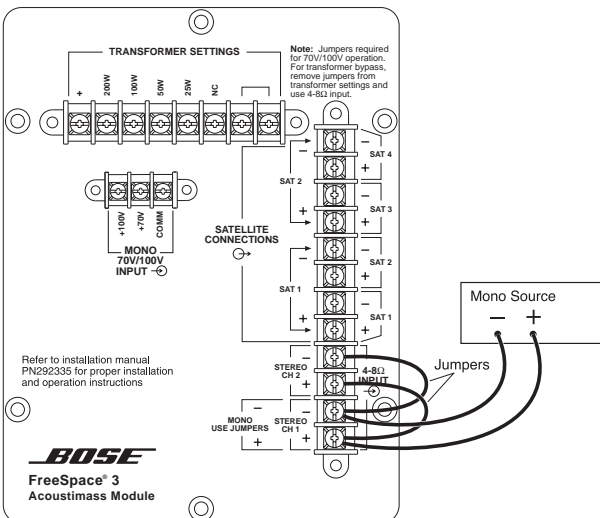 TRANSFORMER SETTINGS
+
200W
100W
50W
25W
NC
Note: Jumpers required
for 70V/100V operation.
For transformer bypass,
remove jumpers from
transformer settings and
use 4-8Ω input.
+100V
+70V
COMM
MONO
70V/100V
INPUT
SATELLITE
CONNECTIONS
–
SAT 2
+
–
SAT 1
+
–
SAT 4
+
–
SAT 3
+
–
SAT 2
+
–
SAT 1
+
–
STEREO
CH 2
+
4-8Ω
INPUT
–
MONO
USE JUMPERS
+
–
STEREO
CH 1
+
Jumpers
Mono Source
– +
Refer to installation manual
PN292335 for proper installation
and operation instructions
BOSE
FreeSpace® 3
Acoustimass Module